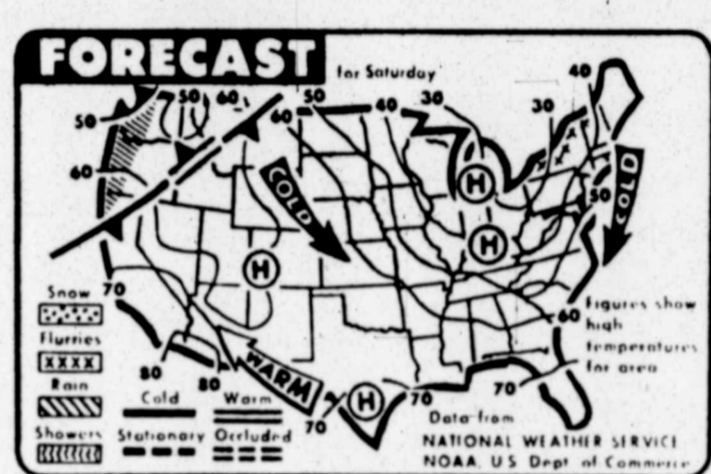 FORECAST for Saturday
50 50 60 50 60 40 30 30 40
60
COLD
H
COLD
50
H
H
70
Snow
Flurries
Rain
Showers
80 80
WARM
H
70 70 70
60
Figures show
high
temperatures
for area
Cold Warm
Stationary Occluded
Data from
NATIONAL WEATHER SERVICE
NOAA, U S Dept of Commerce